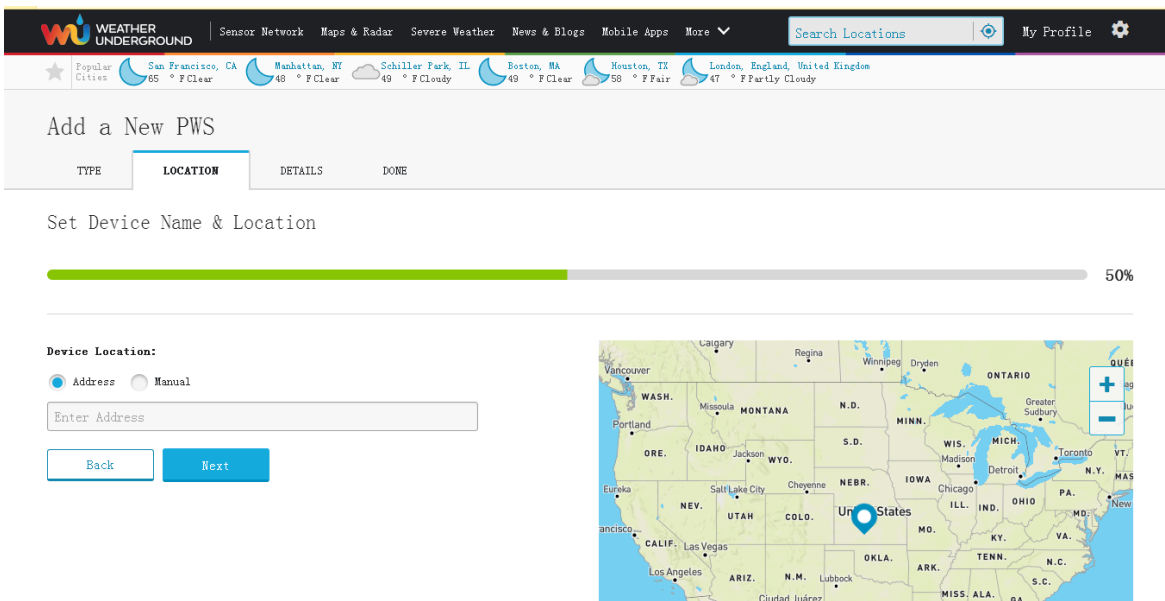 WEATHER
UNDERGROUND
Sensor Network Maps & Radar Severe Weather News & Blogs Mobile Apps More
Search Locations
My Profile
Popular
Cities
San Francisco, CA
65 °F Clear
Manhattan, NY
48 °F Clear
Schiller Park, IL
49 °F Cloudy
Boston, MA
49 °F Clear
Houston, TX
58 °F Fair
London, England, United Kingdom
47 °F Partly Cloudy
Add a New PWS
TYPE LOCATION DETAILS DONE
Set Device Name & Location
50%
Device Location:
Address Manual
Enter Address
Back Next
Calgary
Regina
Winnipeg
Dryden
Vancouver
ONTARIO
+
WASH.
Missoula
MONTANA
N.D.
MINN.
Greater
Sudbury
Portland
ORE.
IDAHO
Jackson
WYO.
S.D.
WIS.
Madison
MICH.
Toronto
VT.
Detroit
N.Y.
MAS
Eureka
Salt Lake City
Cheyenne
NEBR.
IOWA
Chicago
ILL.
IND.
OHIO
PA.
New
NEV.
UTAH
COLO.
States
MO.
MD.
KY.
VA.
CALIF.
Las Vegas
OKLA.
ARK.
TENN.
N.C.
Los Angeles
ARIZ.
N.M.
Lubbock
S.C.
MISS.
ALA.
GA
Ciudad Juárez